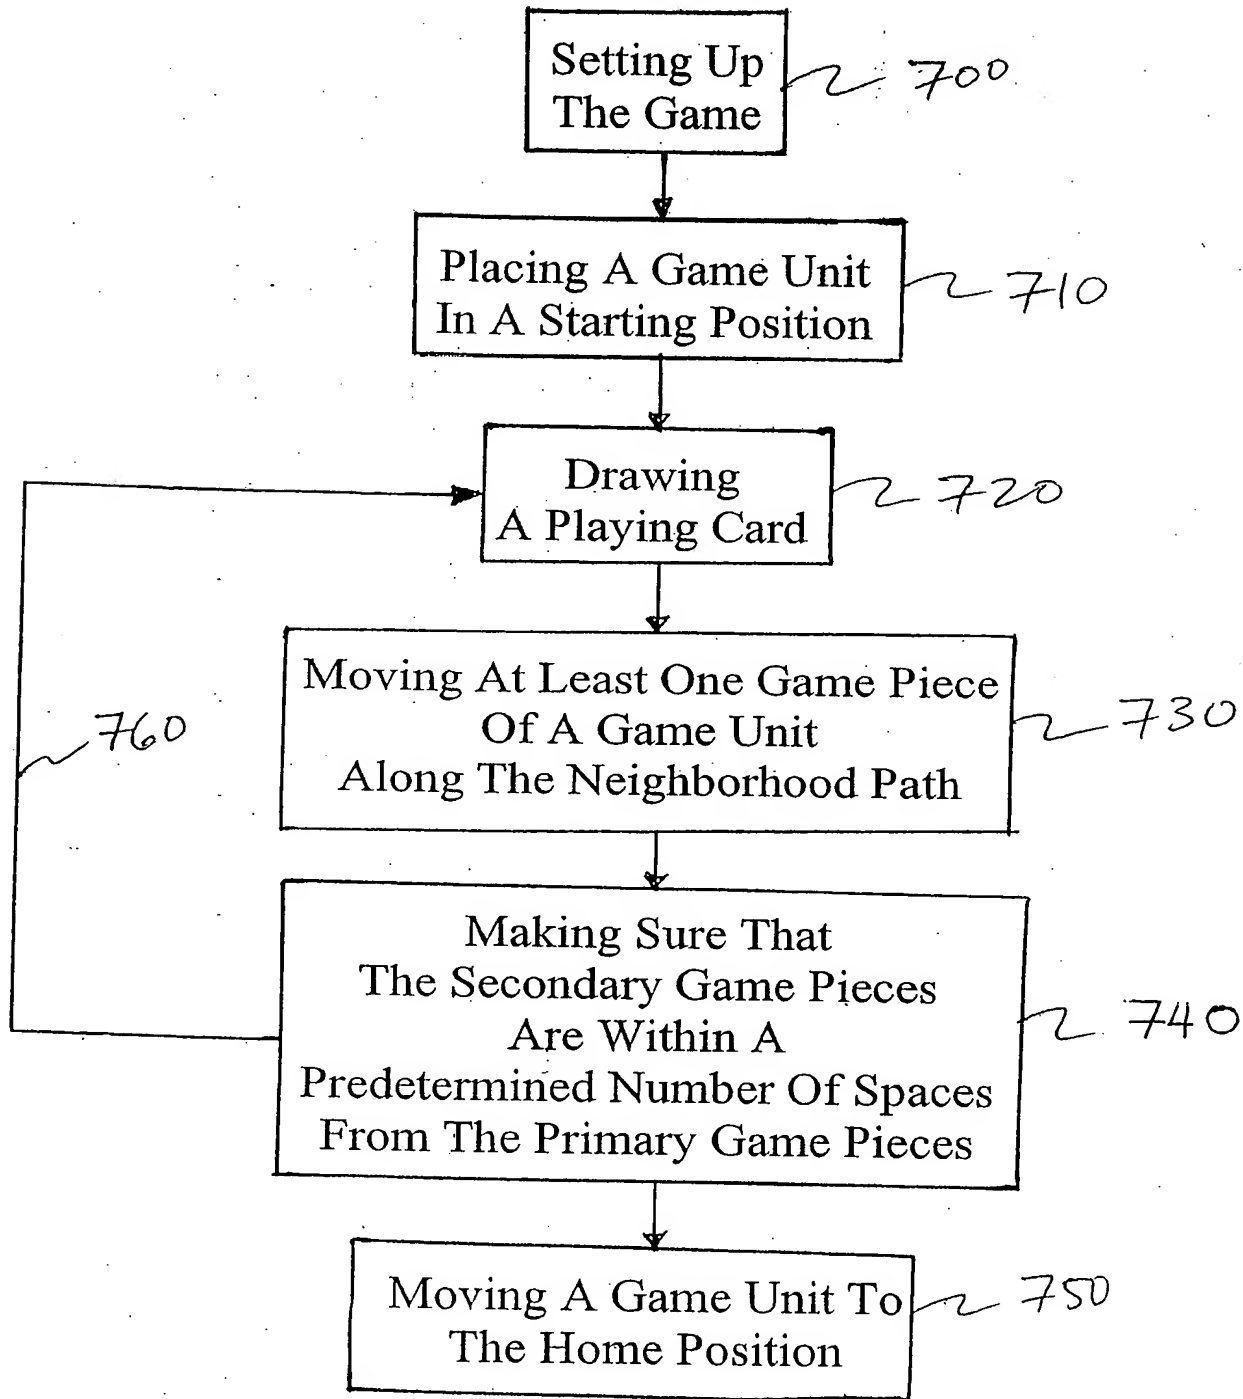 Setting Up
The Game
700
Placing A Game Unit
In A Starting Position
710
Drawing
A Playing Card
720
Moving At Least One Game Piece
Of A Game Unit
Along The Neighborhood Path
730
760
Making Sure That
The Secondary Game Pieces
Are Within A
Predetermined Number Of Spaces
From The Primary Game Pieces
740
Moving A Game Unit To
The Home Position
750